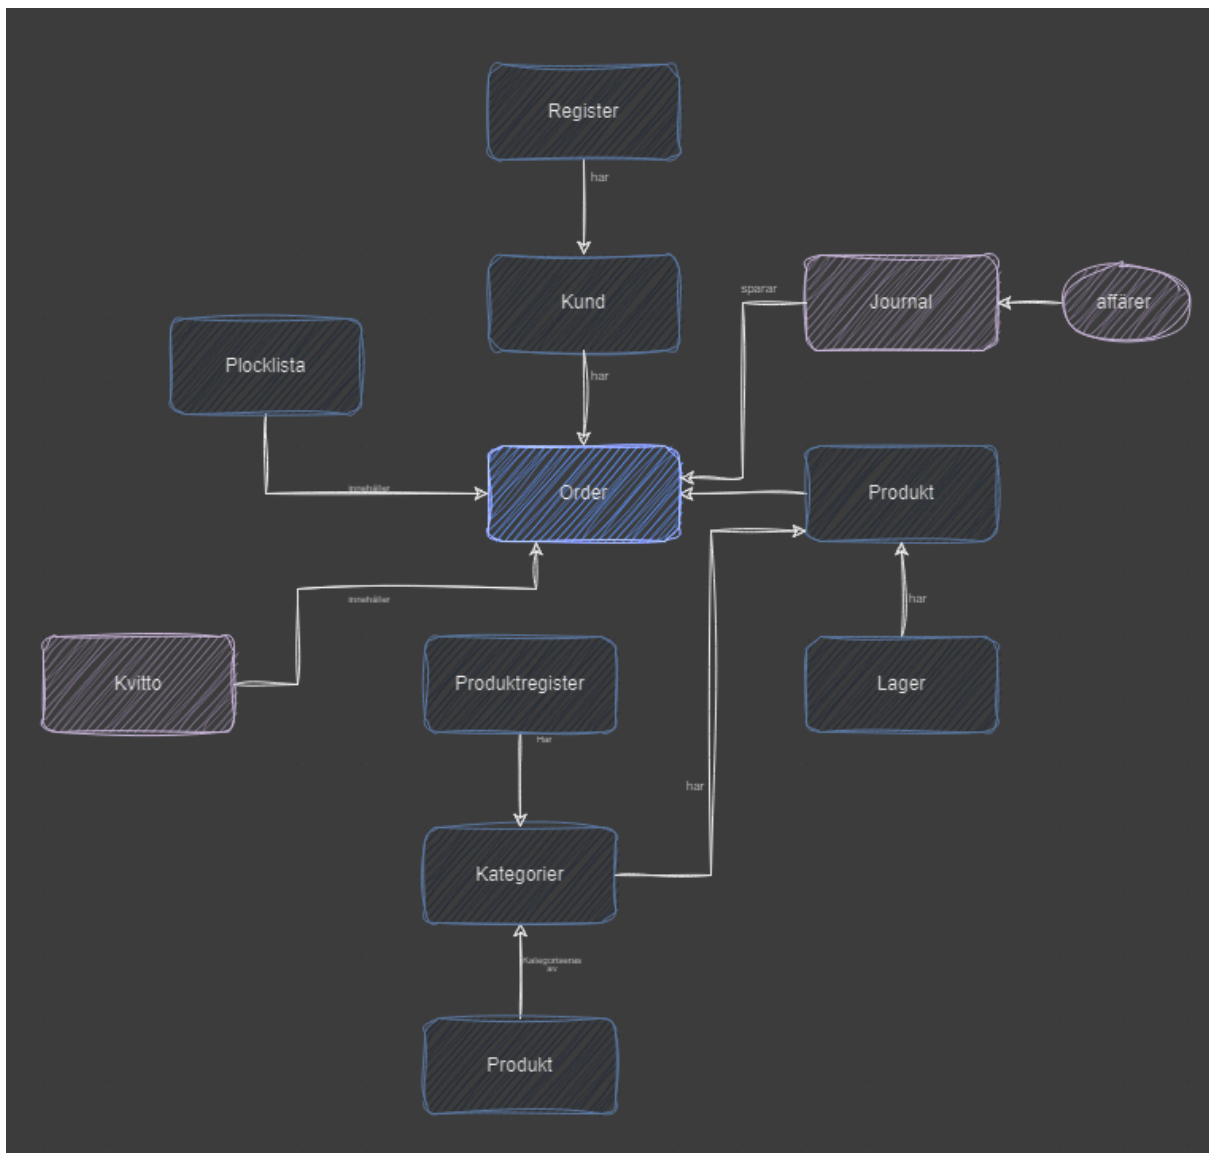 Register
har
Kund
sparar
Journal
affärer
Plocklista
har
innehåller
Order
Produkt
innehåller
har
Kvitto
Produktregister
Lager
Har
har
Kategorier
av
Produkt